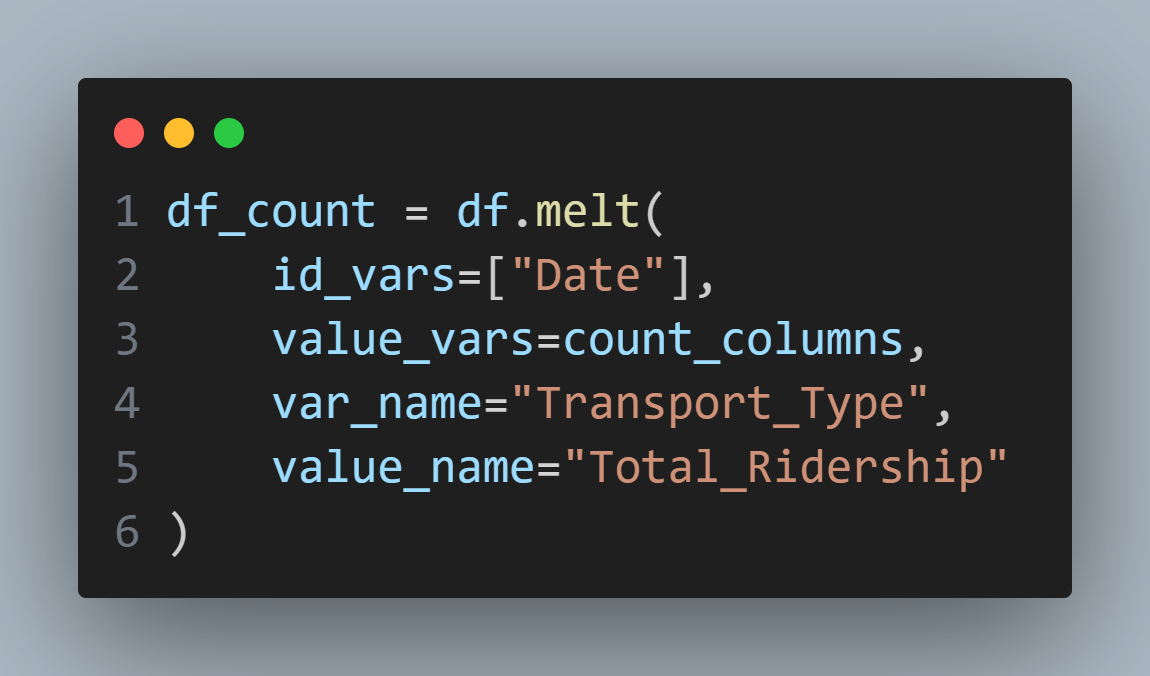 1 df_count = df.melt(
2     id_vars=["Date"],
3     value_vars=count_columns,
4     var_name="Transport_Type",
5     value_name="Total_Ridership"
6 )